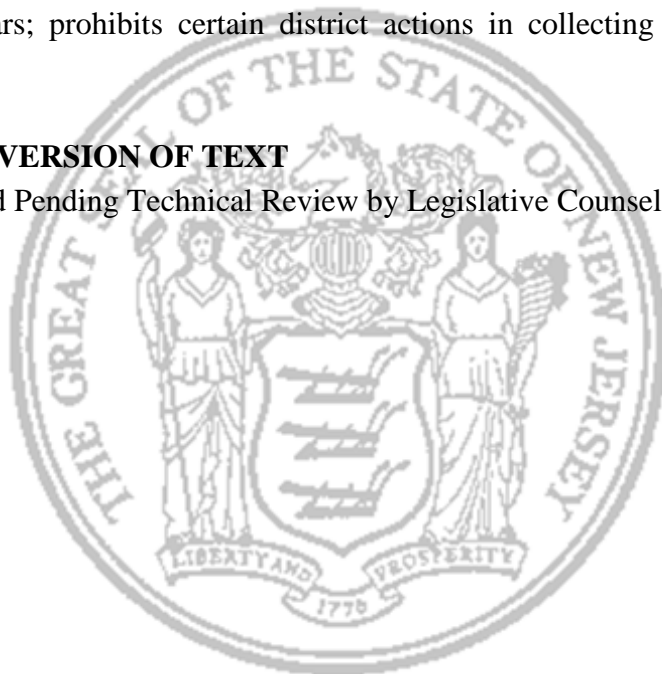 ars; prohibits certain district actions in collecting
VERSION OF TEXT
d Pending Technical Review by Legislative Counsel
THE GREAT SEAL OF THE STATE OF NEW JERSEY
LIBERTY AND PROSPERITY
1776